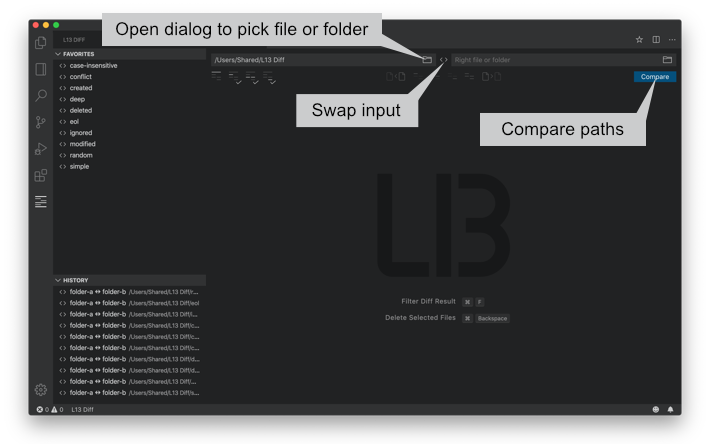 Open dialog to pick file or folder
L13 DIFF
FAVORITES
case-insensitive
conflict
created
deep
deleted
eol
ignored
modified
random
simple
/Users/Shared/L13 Diff
Right file or folder
Compare
Swap input
Compare paths
L13
Filter Diff Result ⌘ F
Delete Selected Files ⌘ Backspace
HISTORY
folder-a ↔ folder-b /Users/Shared/L13 Diff/r...
folder-a ↔ folder-b /Users/Shared/L13 Diff/eol
folder-a ↔ folder-b /Users/Shared/L13 Diff/i...
folder-a ↔ folder-b /Users/Shared/L13 Diff/c...
folder-a ↔ folder-b /Users/Shared/L13 Diff/c...
folder-a ↔ folder-b /Users/Shared/L13 Diff/c...
folder-a ↔ folder-b /Users/Shared/L13 Diff/d...
folder-a ↔ folder-b /Users/Shared/L13 Diff/d...
folder-a ↔ folder-b /Users/Shared/L13 Diff/...
folder-a ↔ folder-b /Users/Shared/L13 Diff/s...
0 0 L13 Diff